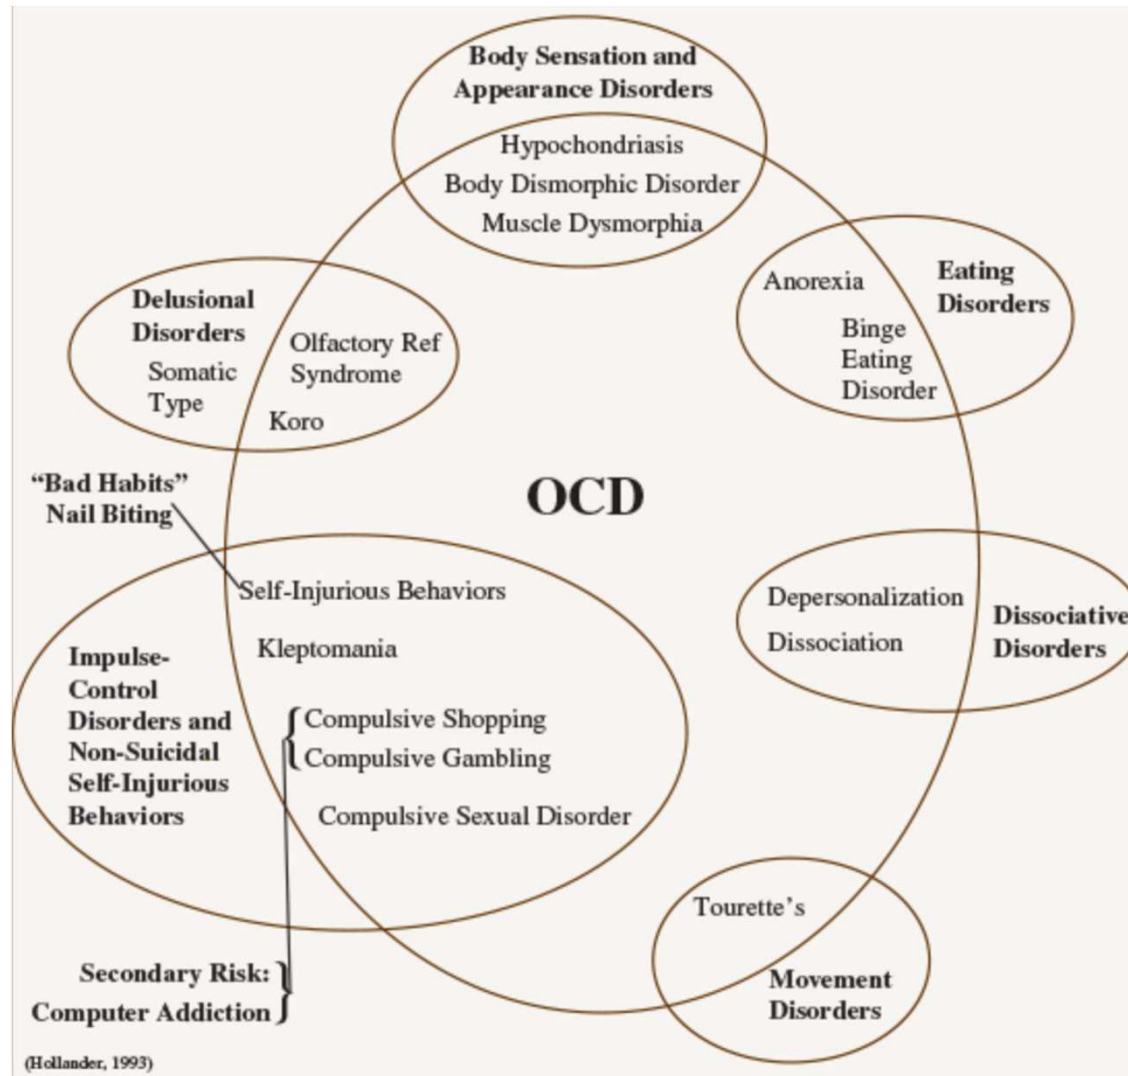 Body Sensation and
Appearance Disorders
Hypochondriasis
Body Dismorphic Disorder
Muscle Dysmorphia
Anorexia
Binge
Eating
Disorder
Eating
Disorders
Delusional
Disorders
Somatic
Type
Olfactory Ref
Syndrome
Koro
OCD
“Bad Habits”
Nail Biting
Self-Injurious Behaviors
Kleptomania
Impulse-
Control
Disorders and
Non-Suicidal
Self-Injurious
Behaviors
Compulsive Shopping
Compulsive Gambling
Compulsive Sexual Disorder
Depersonalization
Dissociation
Dissociative
Disorders
Tourette’s
Movement
Disorders
Secondary Risk:
Computer Addiction
(Hollander, 1993)